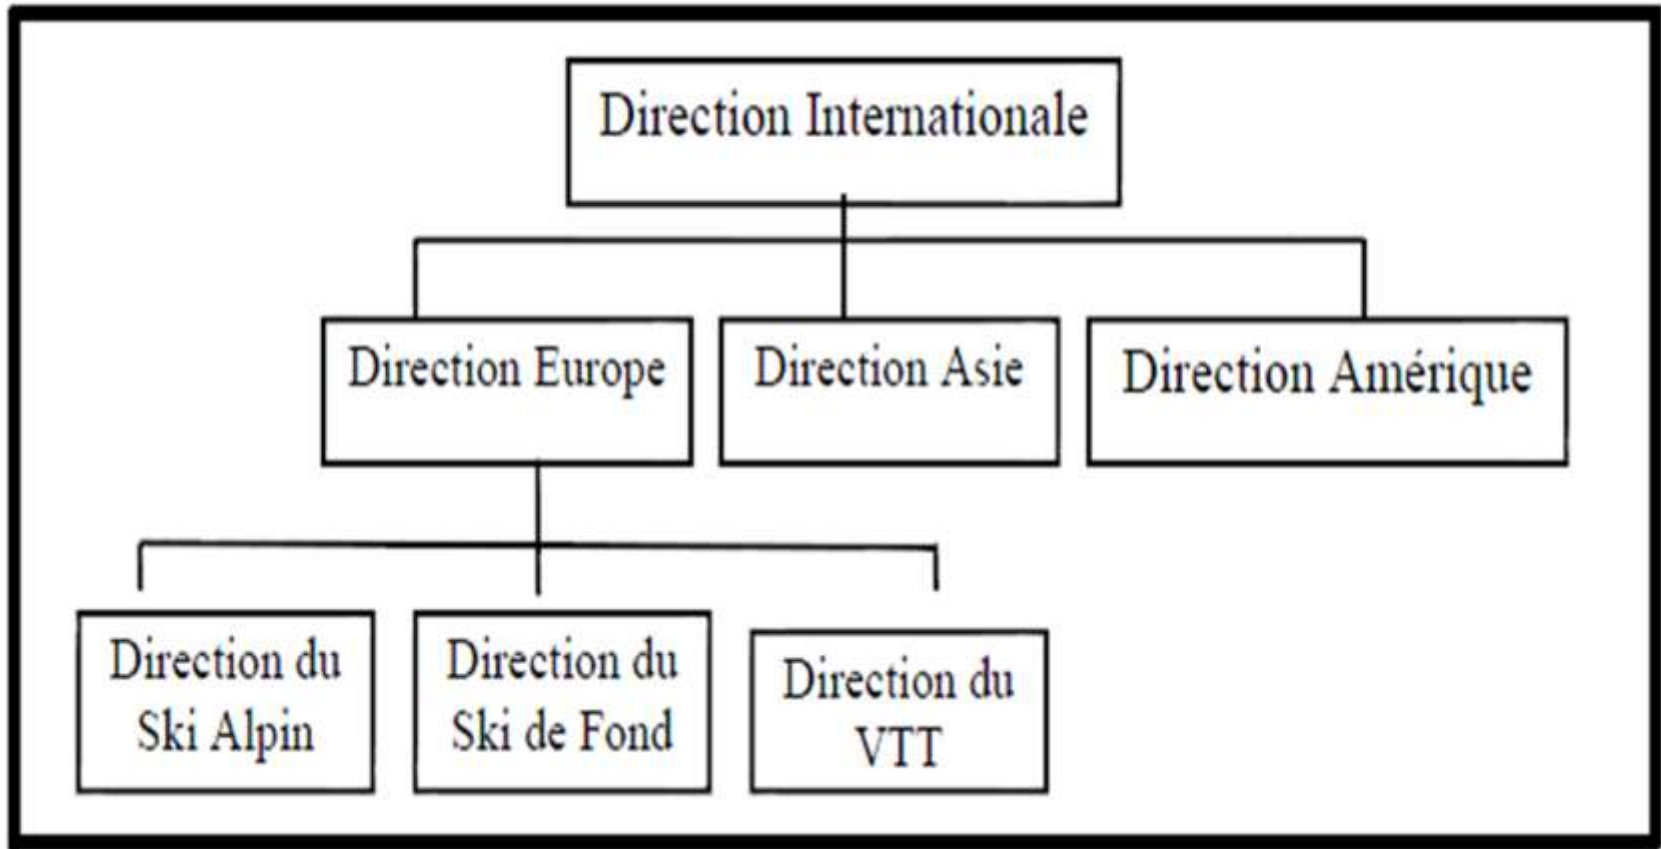 Direction Internationale
Direction Europe
Direction Asie
Direction Amérique
Direction du
Ski Alpin
Direction du
Ski de Fond
Direction du
VTT